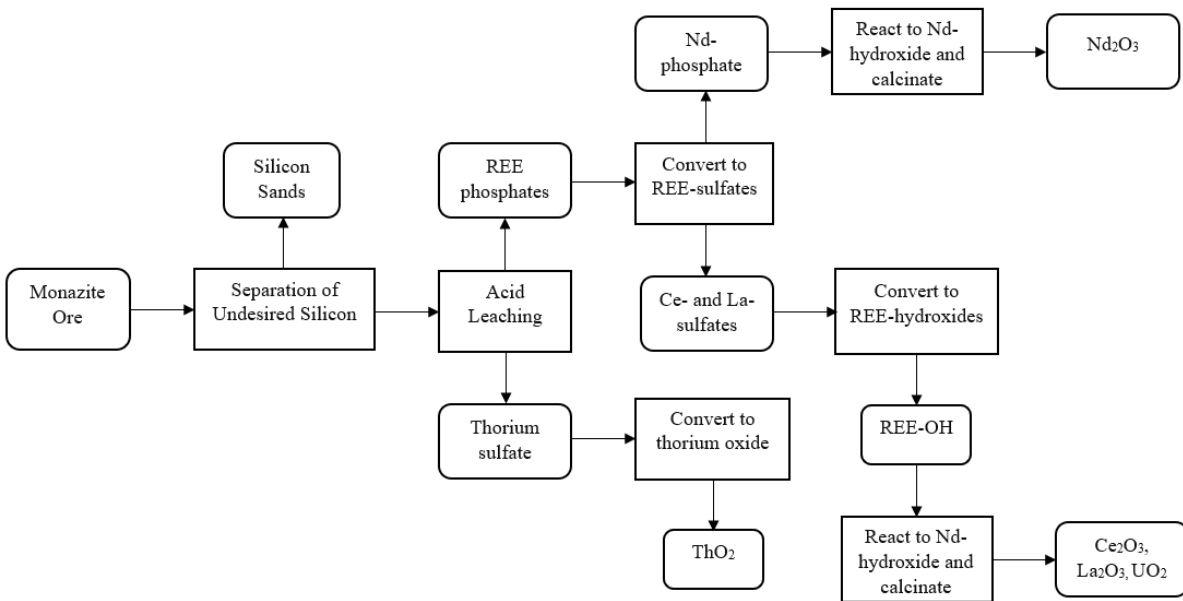 Nd-
phosphate
React to Nd-
hydroxide and
calcinate
Nd₂O₃
Silicon
Sands
REE
phosphates
Convert to
REE-sulfates
Monazite
Ore
Separation of
Undesired Silicon
Acid
Leaching
Ce- and La-
sulfates
Convert to
REE-hydroxides
Thorium
sulfate
Convert to
thorium oxide
REE-OH
ThO₂
React to Nd-
hydroxide and
calcinate
Ce₂O₃,
La₂O₃, UO₂